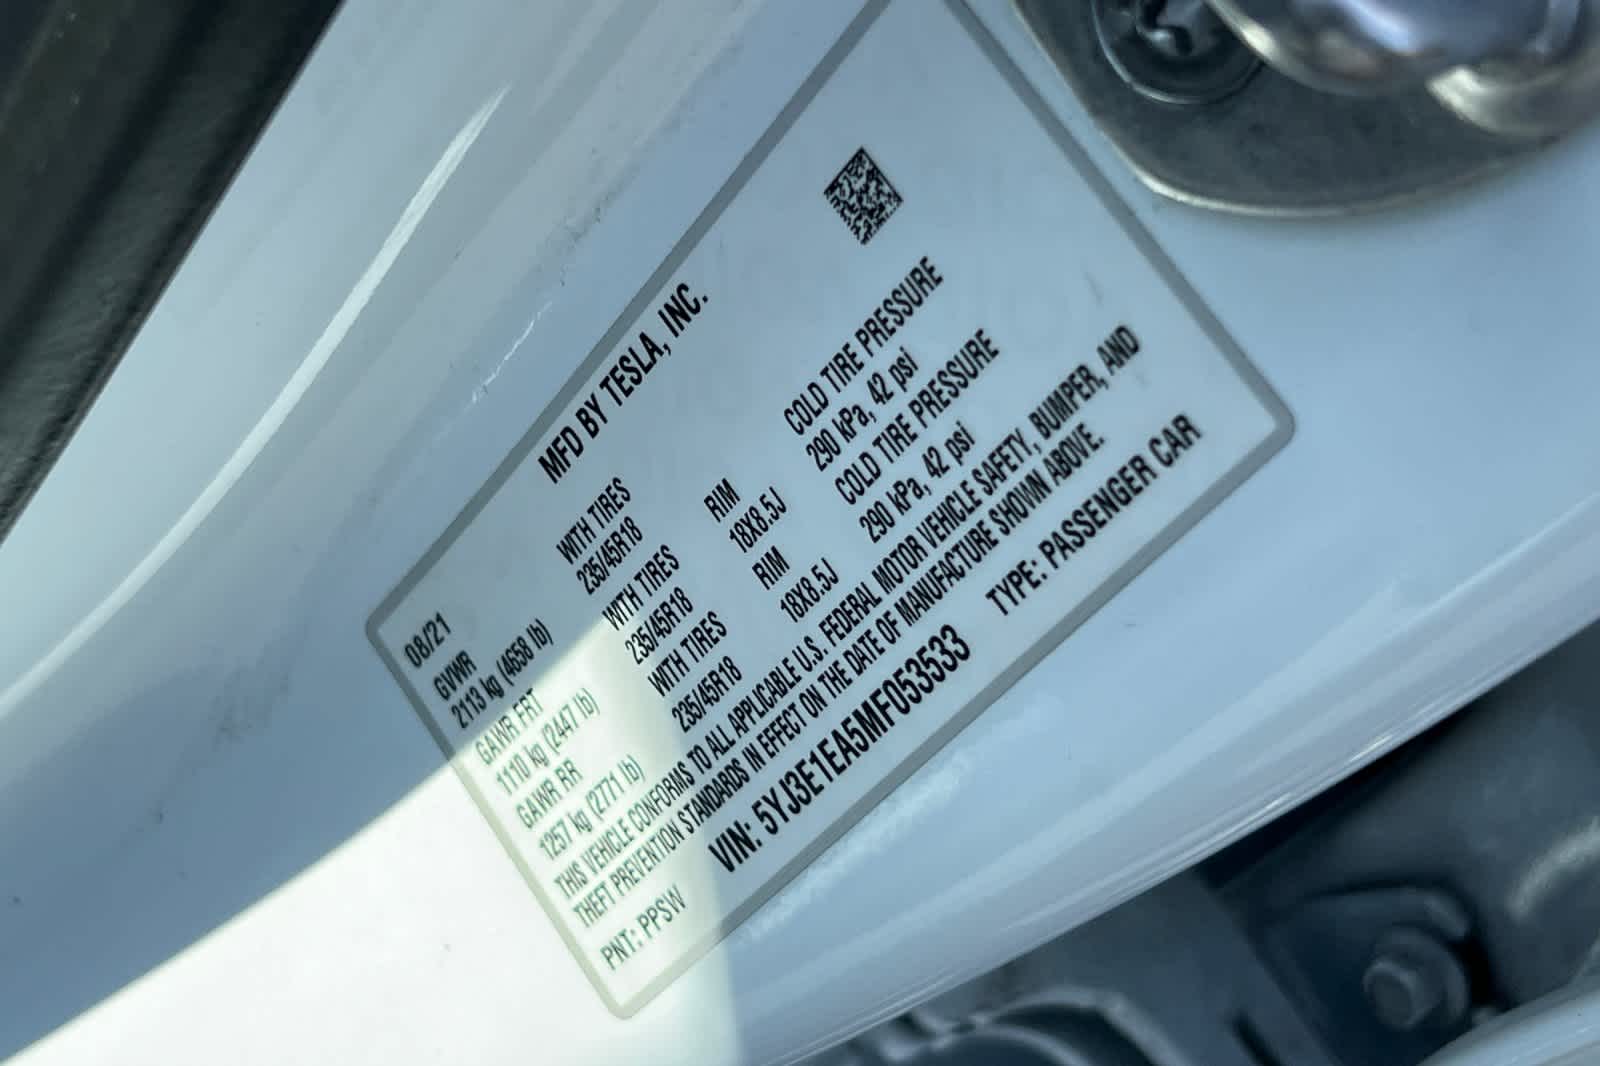 MFD BY TESLA, INC.
08/21
GVWR
2113 kg (4658 lb)
GAWR FRT WITH TIRES RIM COLD TIRE PRESSURE
1110 kg (2447 lb) 235/45R18 18X8.5J 290 kPa, 42 psi
GAWR RR WITH TIRES RIM COLD TIRE PRESSURE
1257 kg (2771 lb) 235/45R18 18X8.5J 290 kPa, 42 psi
WITH TIRES
235/45R18
THIS VEHICLE CONFORMS TO ALL APPLICABLE U.S. FEDERAL MOTOR VEHICLE SAFETY, BUMPER, AND
THEFT PREVENTION STANDARDS IN EFFECT ON THE DATE OF MANUFACTURE SHOWN ABOVE.
PNT: PPSW VIN: 5YJ3E1EA5MF053533 TYPE: PASSENGER CAR